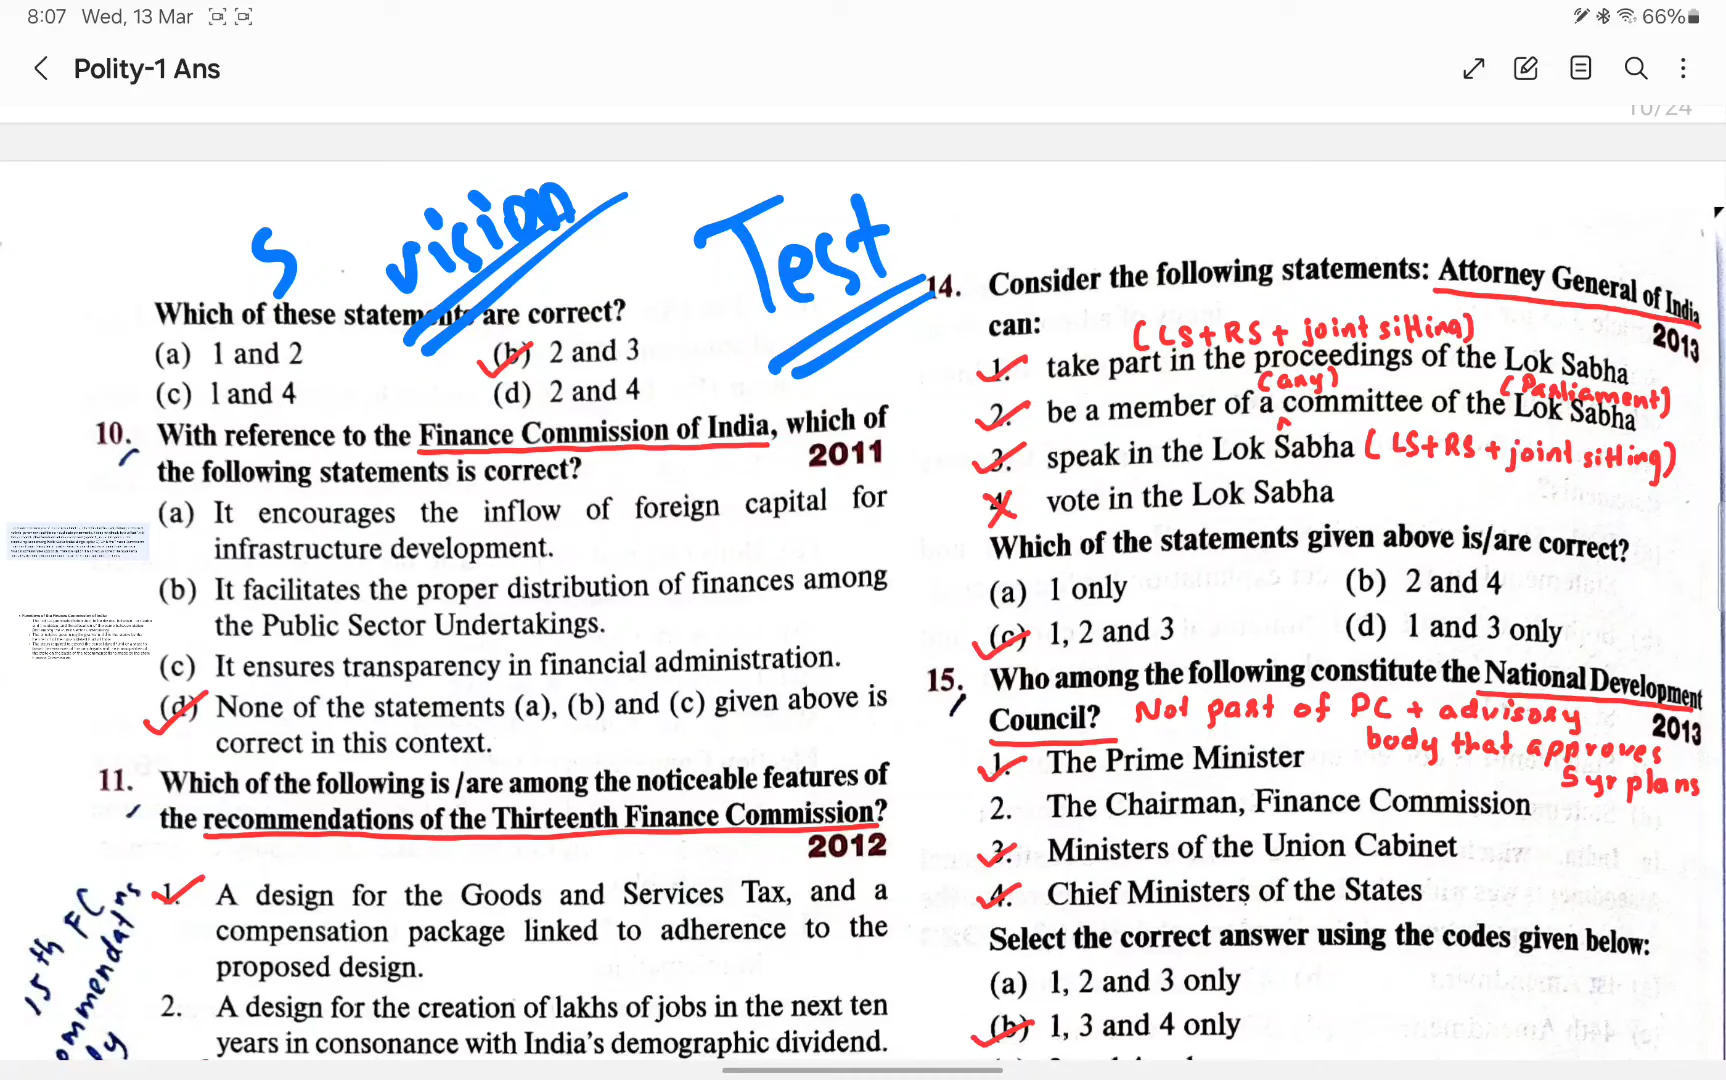 8:07 Wed, 13 Mar
66%
Polity-1 Ans
10/24
S vision Test
Which of these statements are correct?
(a) 1 and 2
(b) 2 and 3
(c) 1 and 4
(d) 2 and 4
10. With reference to the Finance Commission of India, which of
the following statements is correct? 2011
(a) It encourages the inflow of foreign capital for
infrastructure development.
(b) It facilitates the proper distribution of finances among
the Public Sector Undertakings.
(c) It ensures transparency in financial administration.
(d) None of the statements (a), (b) and (c) given above is
correct in this context.
11. Which of the following is /are among the noticeable features of
the recommendations of the Thirteenth Finance Commission?
2012
1. A design for the Goods and Services Tax, and a
compensation package linked to adherence to the
proposed design.
2. A design for the creation of lakhs of jobs in the next ten
years in consonance with India's demographic dividend.
15th FC
14. Consider the following statements: Attorney General of India
can: 2013
(LS+RS + joint sitting)
1. take part in the proceedings of the Lok Sabha
(any) (Parliament)
2. be a member of a committee of the Lok Sabha
3. speak in the Lok Sabha (LS+RS + joint sitting)
4. vote in the Lok Sabha
Which of the statements given above is/are correct?
(a) 1 only
(b) 2 and 4
(c) 1, 2 and 3
(d) 1 and 3 only
15. Who among the following constitute the National Development
Council? 2013
Not part of PC + advisory
body that approves
5yr plans
1. The Prime Minister
2. The Chairman, Finance Commission
3. Ministers of the Union Cabinet
4. Chief Ministers of the States
Select the correct answer using the codes given below:
(a) 1, 2 and 3 only
(b) 1, 3 and 4 only